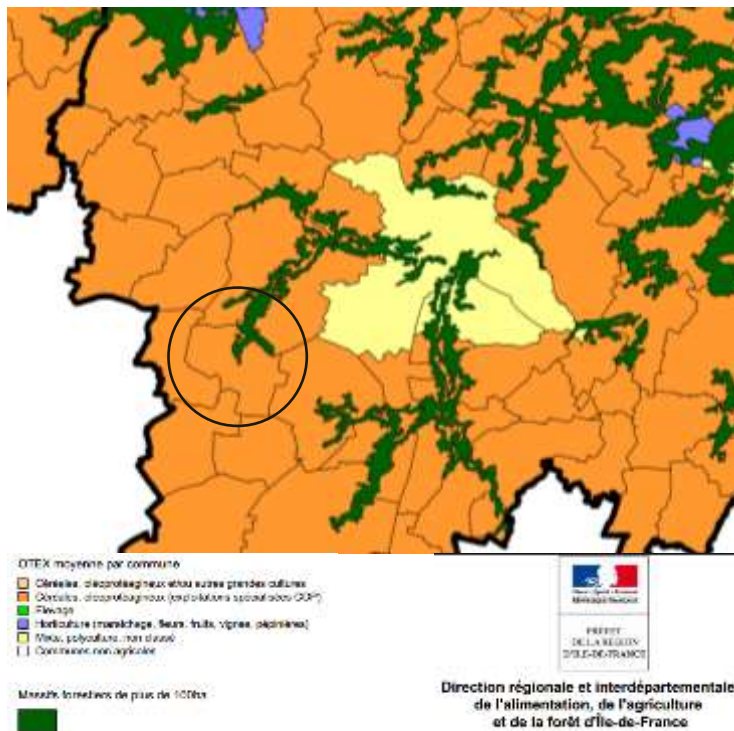 OTEX moyenne par commune
Céréales, oléoprotéagineux et/ou autres grandes cultures
Céréales, oléoprotéagineux (exploitations spécialisées COP)
Elevage
Horticulture (maraîchage, fleurs, fruits, vignes, pépinières)
Mixte, polyculture, non classé
Communes non agricoles
Massifs forestiers de plus de 100ha
PRÉFET
DE LA RÉGION
D'ÎLE-DE-FRANCE
Direction régionale et interdépartementale
de l'alimentation, de l'agriculture
et de la forêt d'Île-de-France